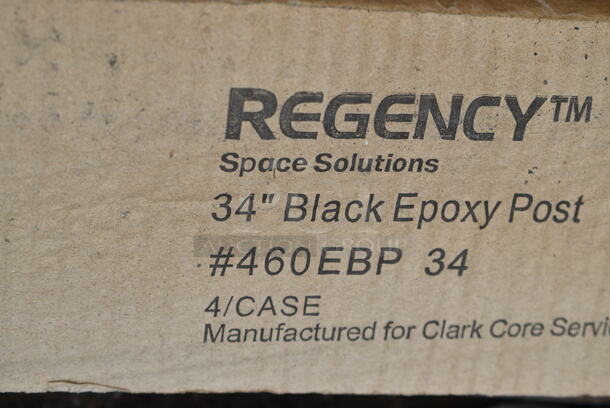 REGENCY™
Space Solutions
34" Black Epoxy Post
#460EBP 34
4/CASE
Manufactured for Clark Core